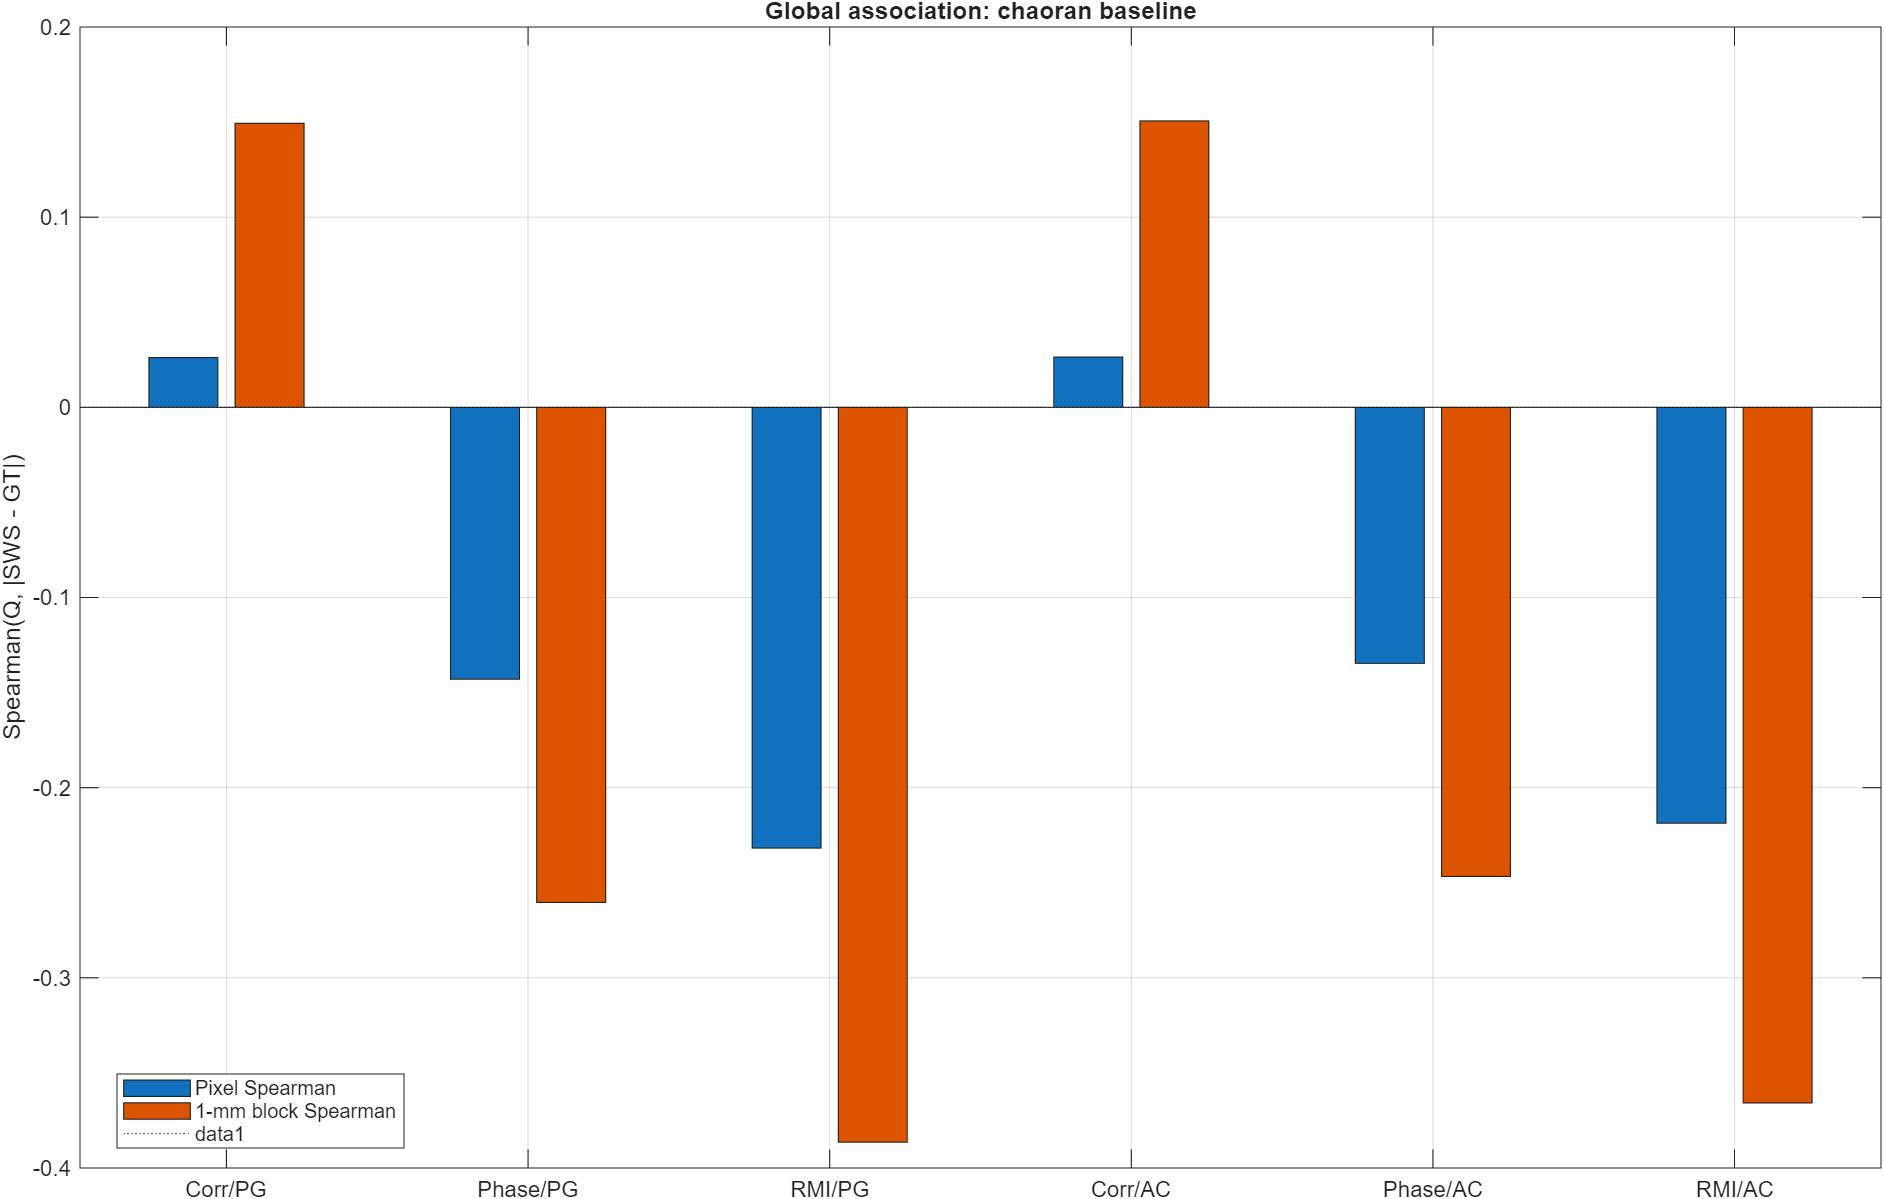 Global association: chaoran baseline
Spearman(Q, |SWS - GT|)
0.2
0.1
0
-0.1
-0.2
-0.3
-0.4
Pixel Spearman
1-mm block Spearman
data1
Corr/PG
Phase/PG
RMI/PG
Corr/AC
Phase/AC
RMI/AC